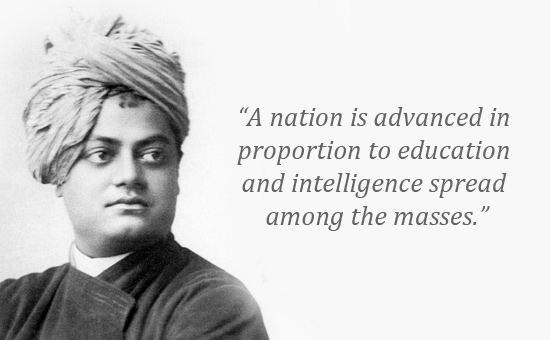 “A nation is advanced in
proportion to education
and intelligence spread
among the masses.”